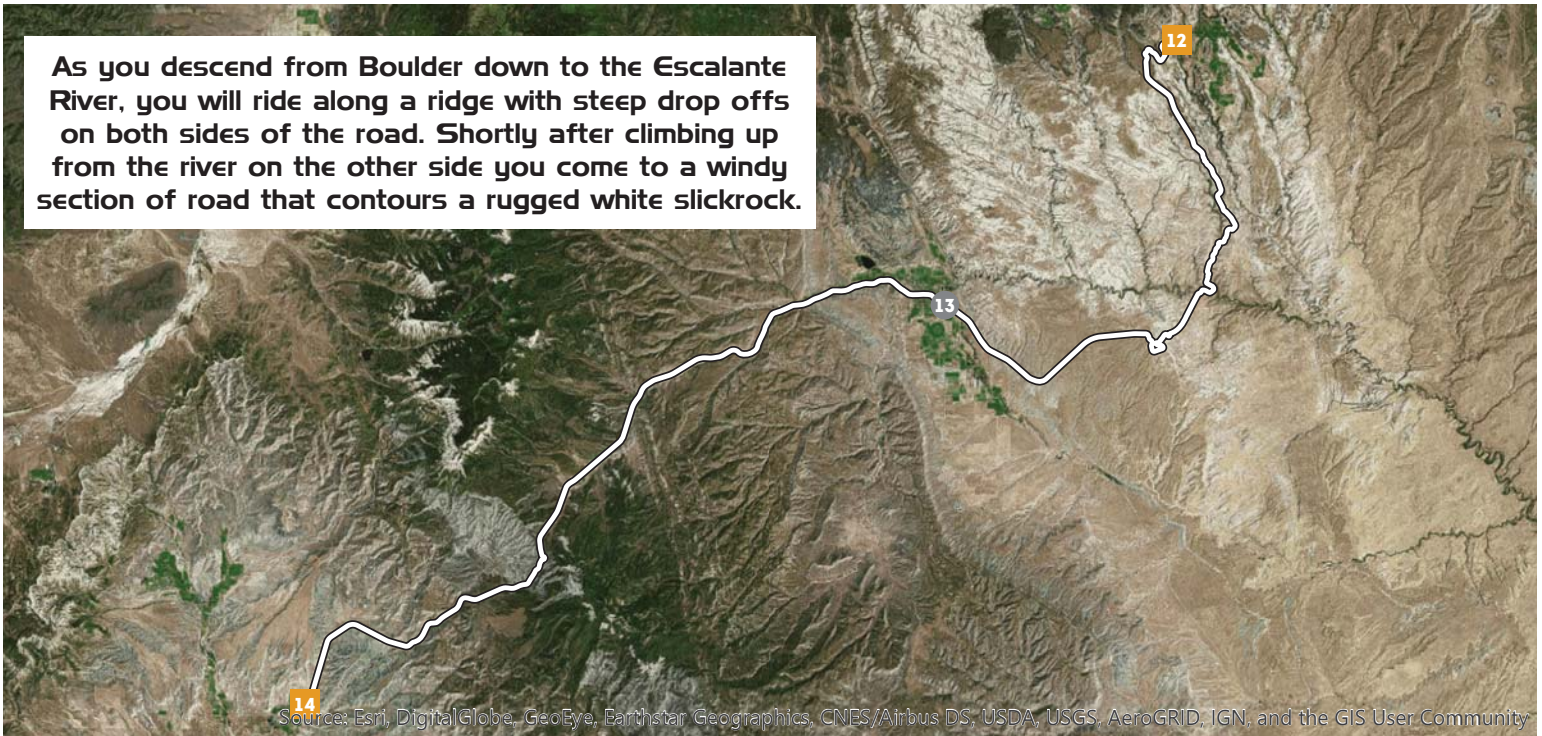 12
As you descend from Boulder down to the Escalante
River, you will ride along a ridge with steep drop offs
on both sides of the road. Shortly after climbing up
from the river on the other side you come to a windy
section of road that contours a rugged white slickrock.
13
14
Source: Esri, DigitalGlobe, GeoEye, Earthstar Geographics, CNES/Airbus DS, USDA, USGS, AeroGRID, IGN, and the GIS User Community